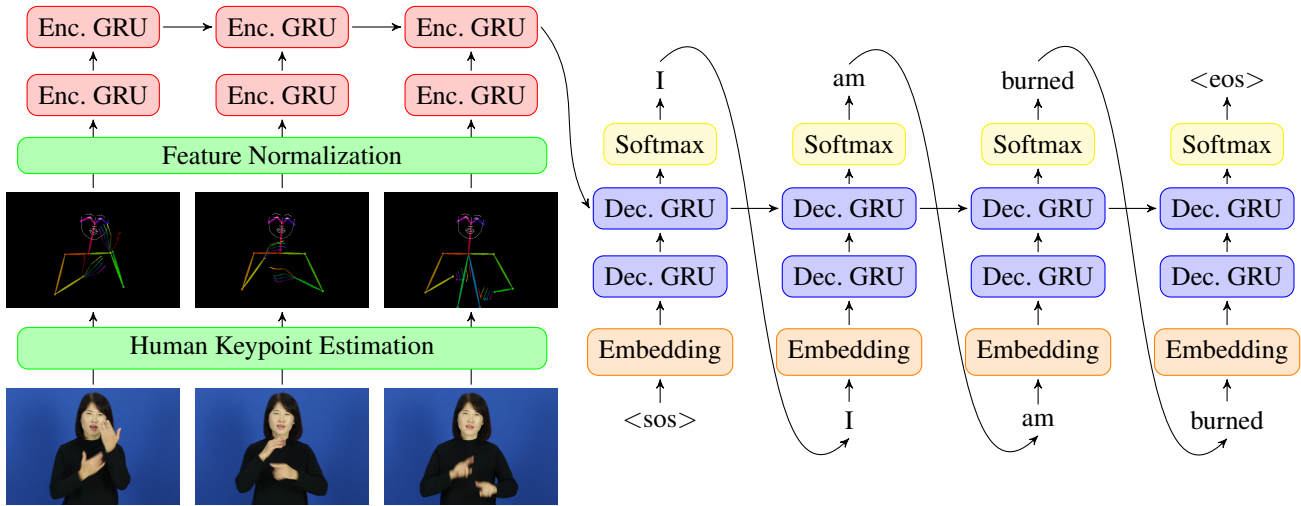 Enc. GRU Enc. GRU Enc. GRU
Enc. GRU Enc. GRU Enc. GRU
Feature Normalization
Human Keypoint Estimation
I am burned <eos>
Softmax Softmax Softmax Softmax
Dec. GRU Dec. GRU Dec. GRU Dec. GRU
Dec. GRU Dec. GRU Dec. GRU Dec. GRU
Embedding Embedding Embedding Embedding
<sos> I am burned